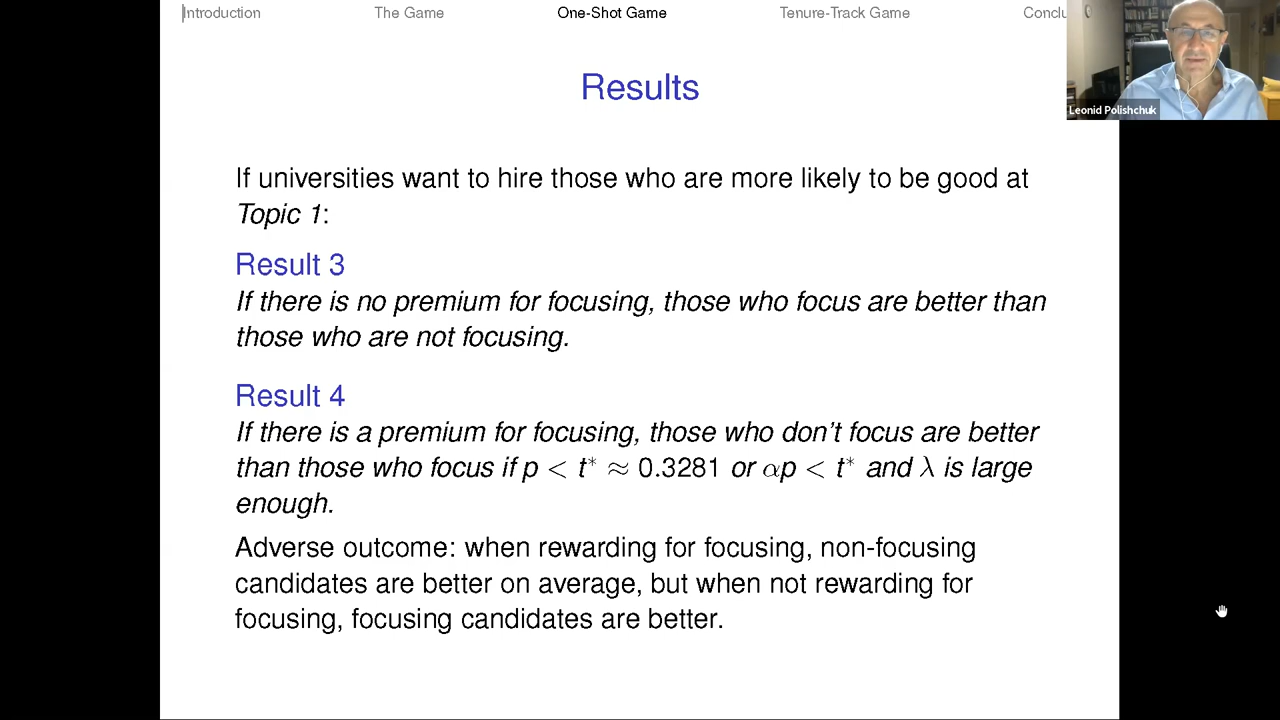 Introduction The Game One-Shot Game Tenure-Track Game Conclu
Leonid Polishchuk
Results
If universities want to hire those who are more likely to be good at
Topic 1:
Result 3
If there is no premium for focusing, those who focus are better than
those who are not focusing.
Result 4
If there is a premium for focusing, those who don't focus are better
than those who focus if p < t* ≈ 0.3281 or αp < t* and λ is large
enough.
Adverse outcome: when rewarding for focusing, non-focusing
candidates are better on average, but when not rewarding for
focusing, focusing candidates are better.